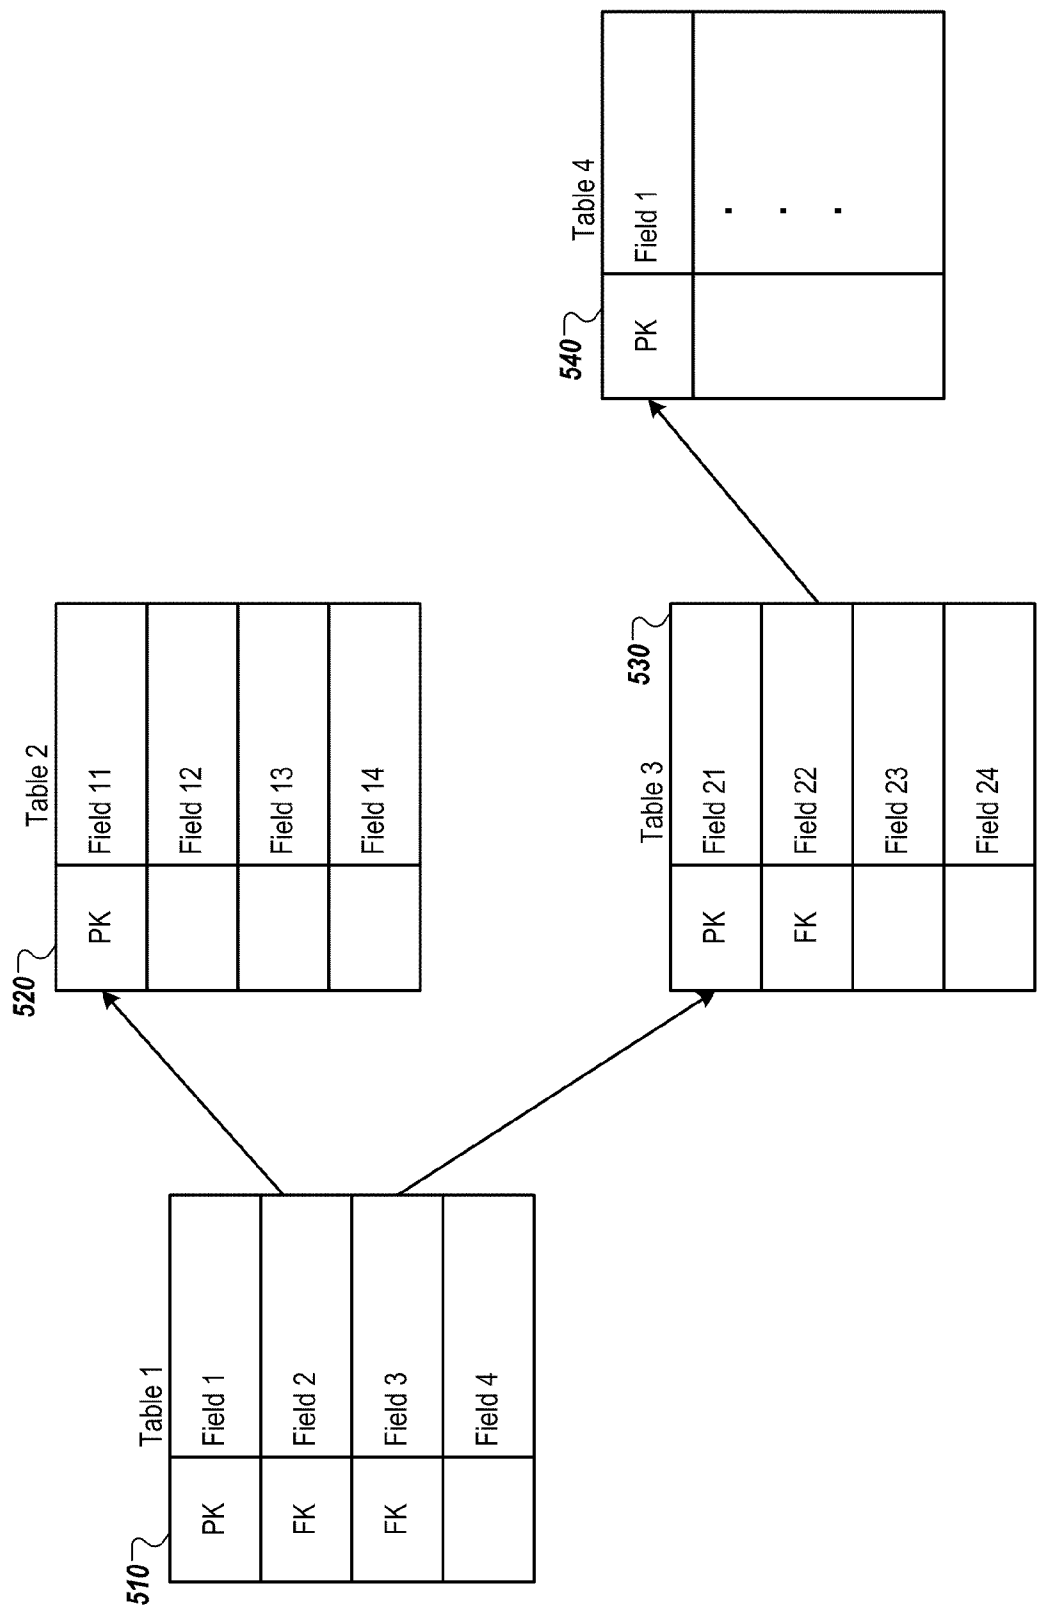 510
Table 1
PK Field 1
FK Field 2
FK Field 3
Field 4
520
Table 2
PK Field 11
Field 12
Field 13
Field 14
Table 3
530
PK Field 21
FK Field 22
Field 23
Field 24
540
Table 4
PK Field 1
.
.
.